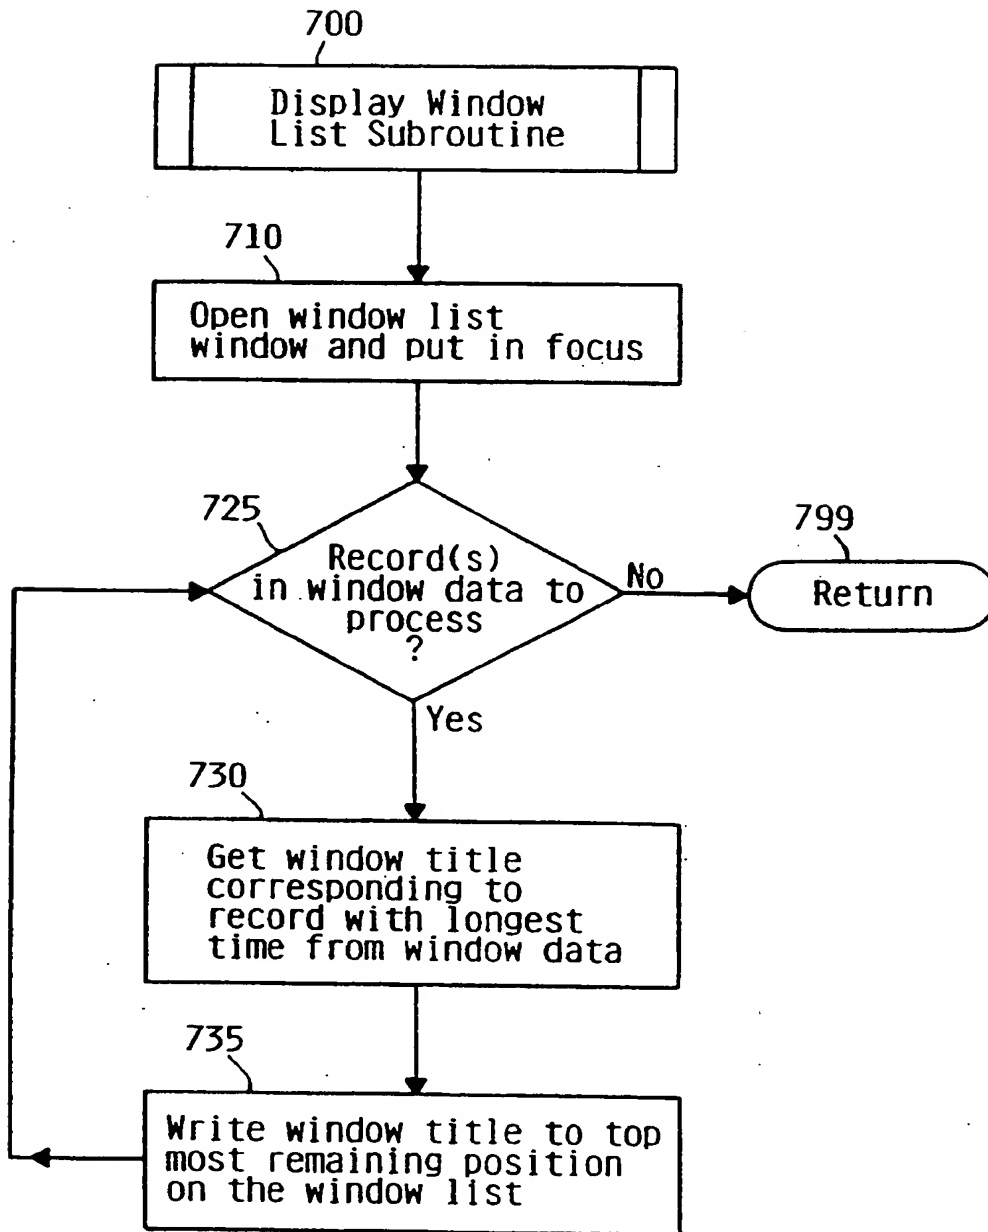 700
Display Window
List Subroutine
710
Open window list
window and put in focus
725
Record(s)
in window data to
process
?
No
799
Return
Yes
730
Get window title
corresponding to
record with longest
time from window data
735
Write window title to top
most remaining position
on the window list